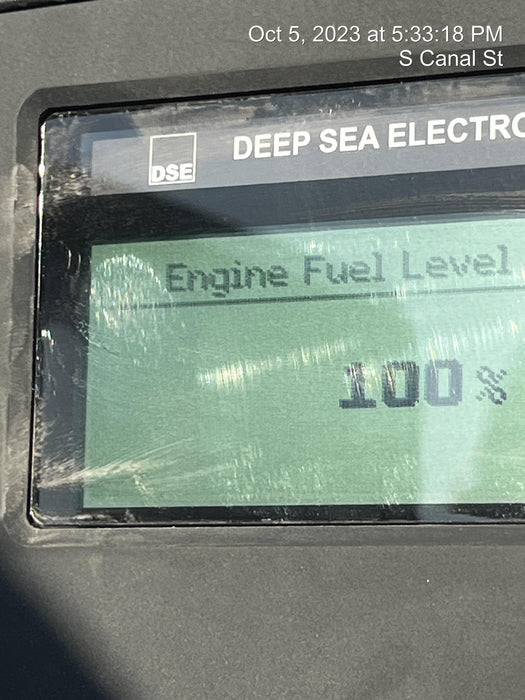 Oct 5, 2023 at 5:33:18 PM
S Canal St
DSE
DEEP SEA ELECTRO
Engine Fuel Level
100 %